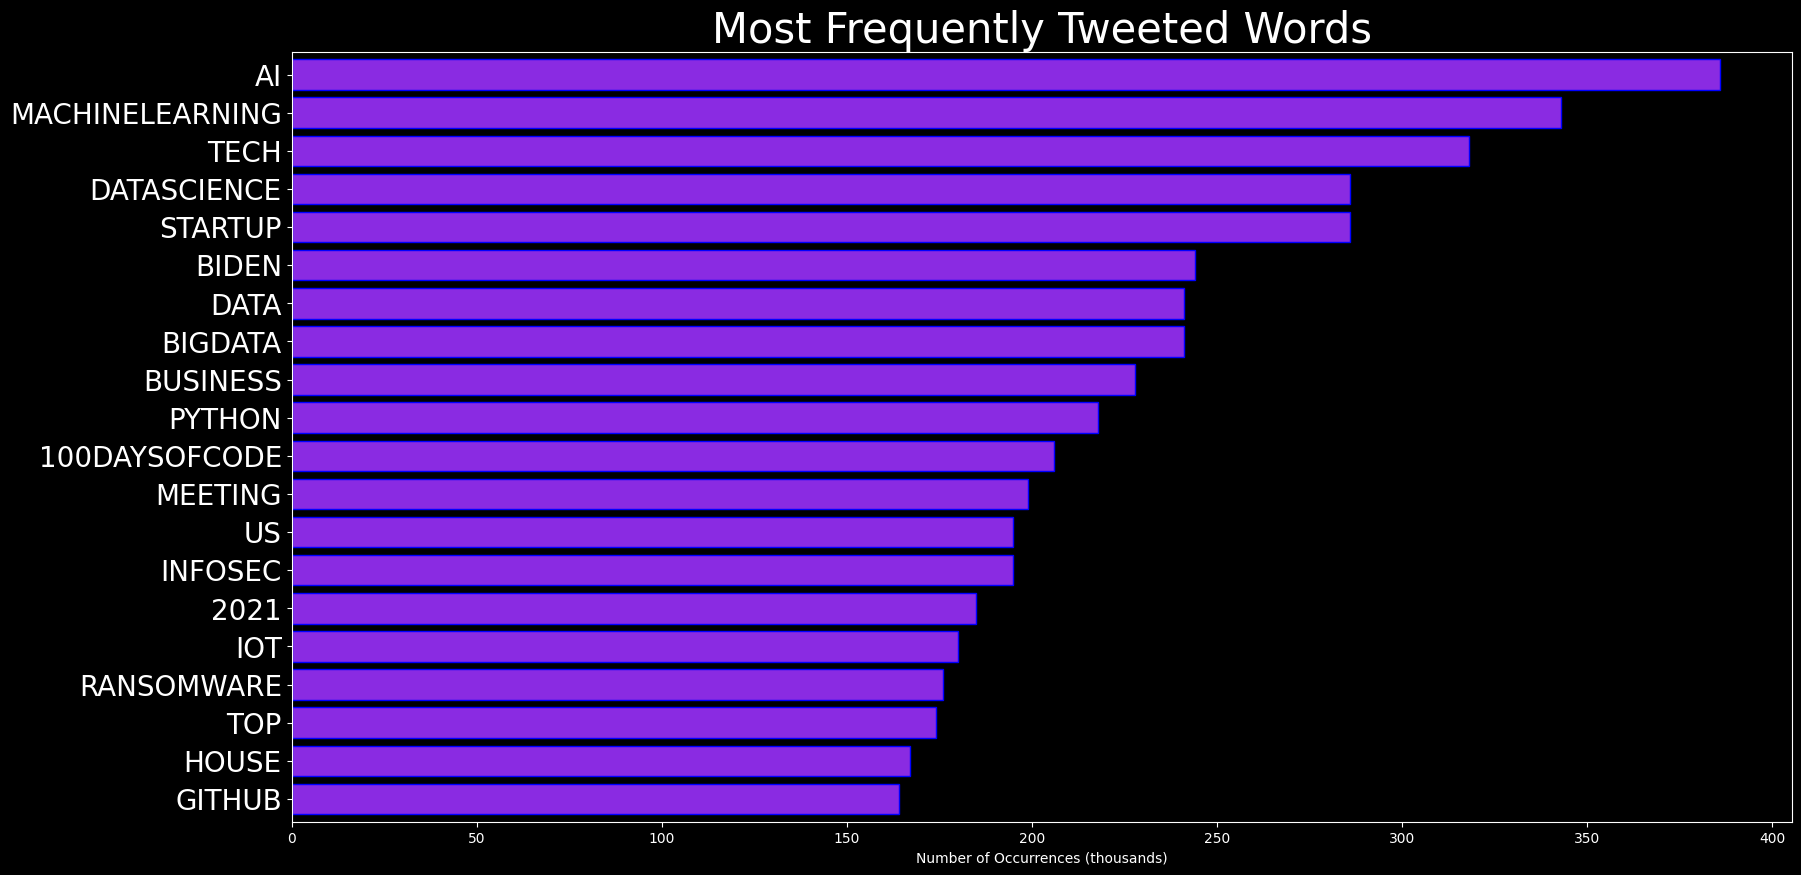 Most Frequently Tweeted Words
AI
MACHINELEARNING
TECH
DATASCIENCE
STARTUP
BIDEN
DATA
BIGDATA
BUSINESS
PYTHON
100DAYSOFCODE
MEETING
US
INFOSEC
2021
IOT
RANSOMWARE
TOP
HOUSE
GITHUB
0 50 100 150 200 250 300 350 400
Number of Occurrences (thousands)